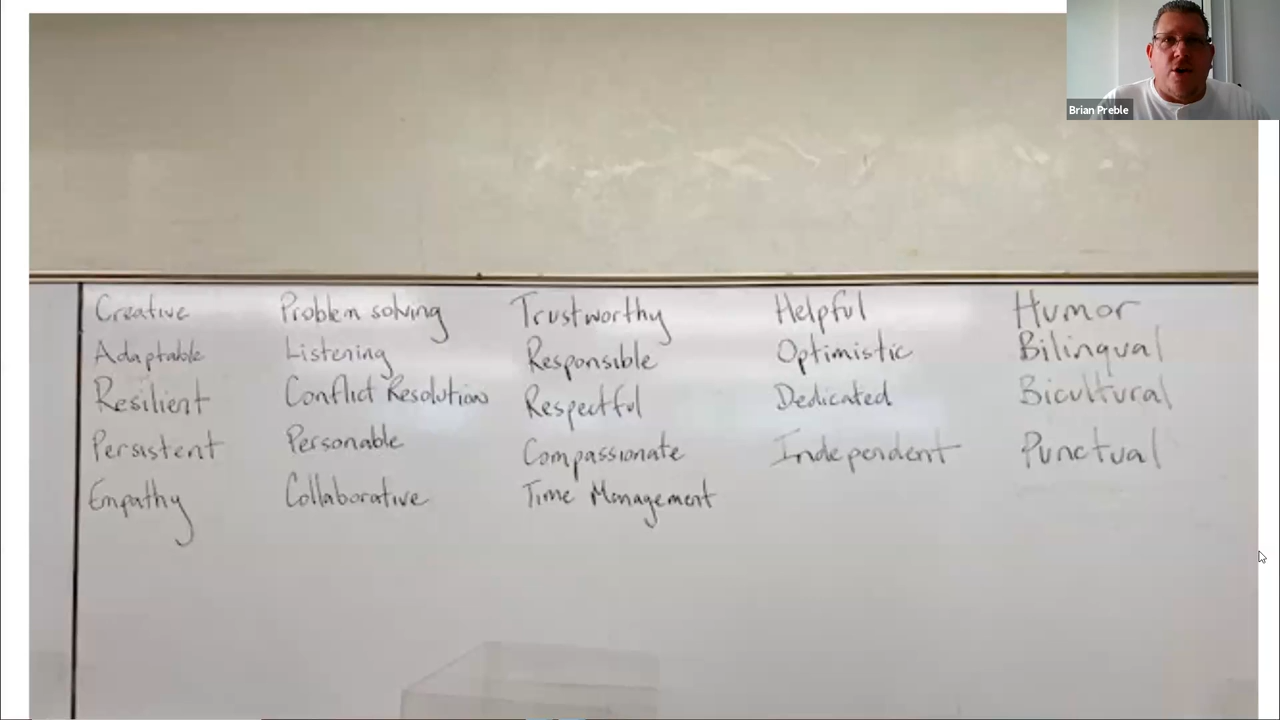 Brian Preble
Creative
Adaptable
Resilient
Persistent
Empathy
Problem solving
Listening
Conflict Resolution
Personable
Collaborative
Trustworthy
Responsible
Respectful
Compassionate
Time Management
Helpful
Optimistic
Dedicated
Independent
Humor
Bilingual
Bicultural
Punctual